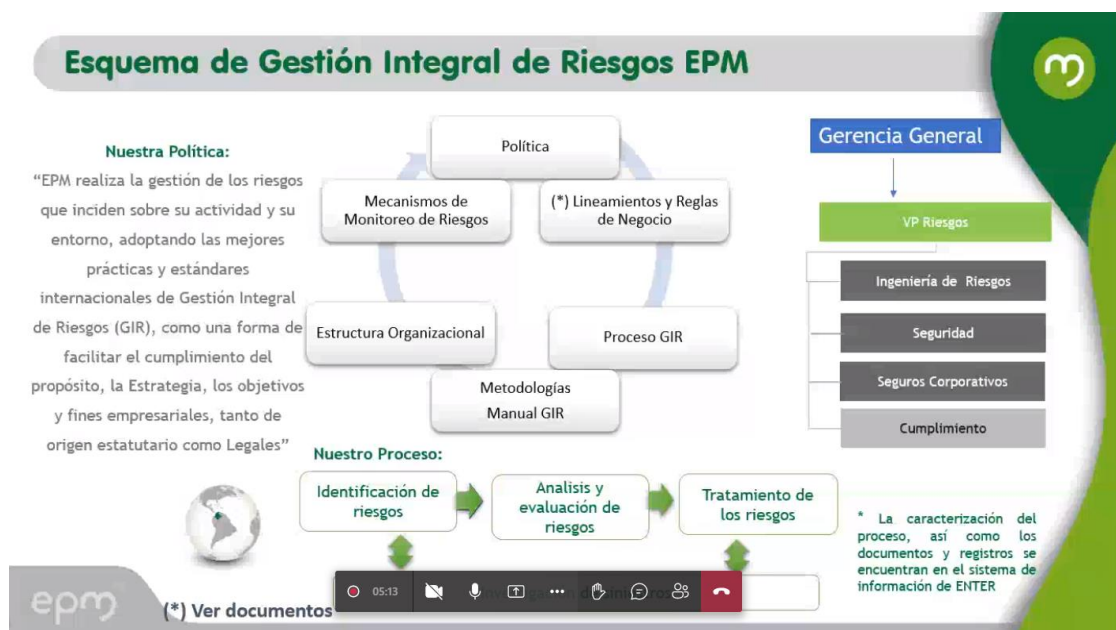 Esquema de Gestión Integral de Riesgos EPM
Nuestra Política:
“EPM realiza la gestión de los riesgos
que inciden sobre su actividad y su
entorno, adoptando las mejores
prácticas y estándares
internacionales de Gestión Integral
de Riesgos (GIR), como una forma de
facilitar el cumplimiento del
propósito, la Estrategia, los objetivos
y fines empresariales, tanto de
origen estatutario como Legales”
Política
(*) Lineamientos y Reglas
de Negocio
Proceso GIR
Metodologías
Manual GIR
Estructura Organizacional
Mecanismos de
Monitoreo de Riesgos
Gerencia General
VP Riesgos
Ingeniería de Riesgos
Seguridad
Seguros Corporativos
Cumplimiento
Nuestro Proceso:
Identificación de
riesgos
Analisis y
evaluación de
riesgos
Tratamiento de
los riesgos
* La caracterización del
proceso, así como los
documentos y registros se
encuentran en el sistema de
información de ENTER
05:13
epm
(*) Ver documentos